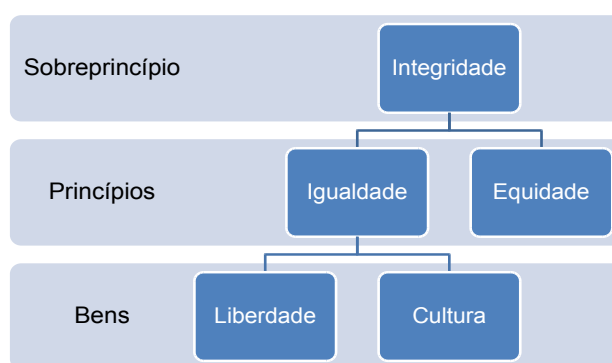 Sobreprincípio
Integridade
Princípios
Igualdade
Equidade
Bens
Liberdade
Cultura